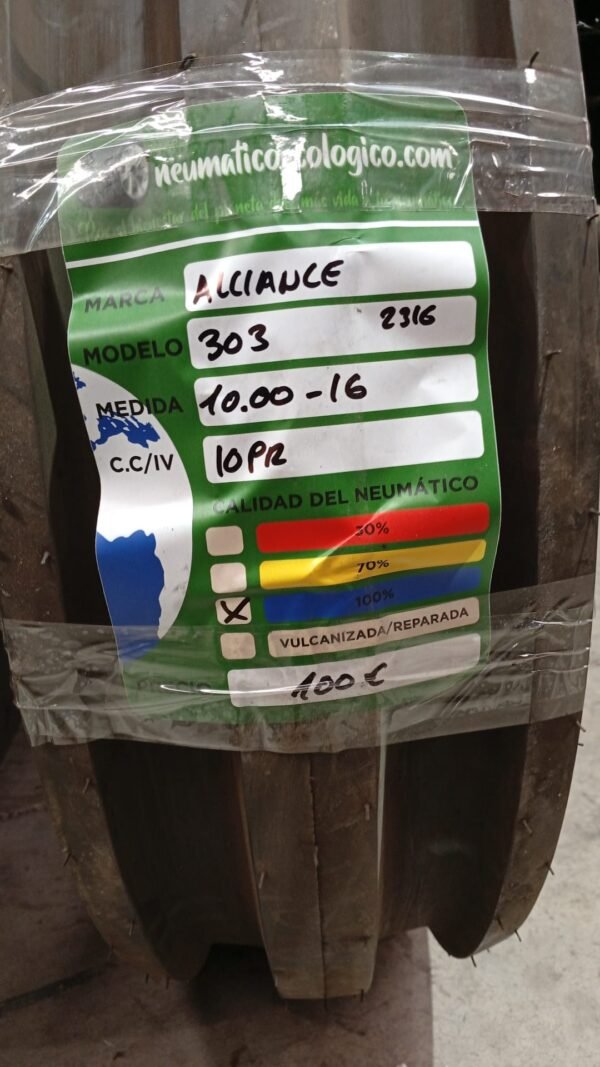 neumaticoecologico.com
MARCA ALLIANCE
MODELO 303 2316
MEDIDA 10.00-16
C.C/IV 10PR
CALIDAD DEL NEUMÁTICO
30%
70%
X 100%
VULCANIZADA/REPARADA
PRECIO 100€